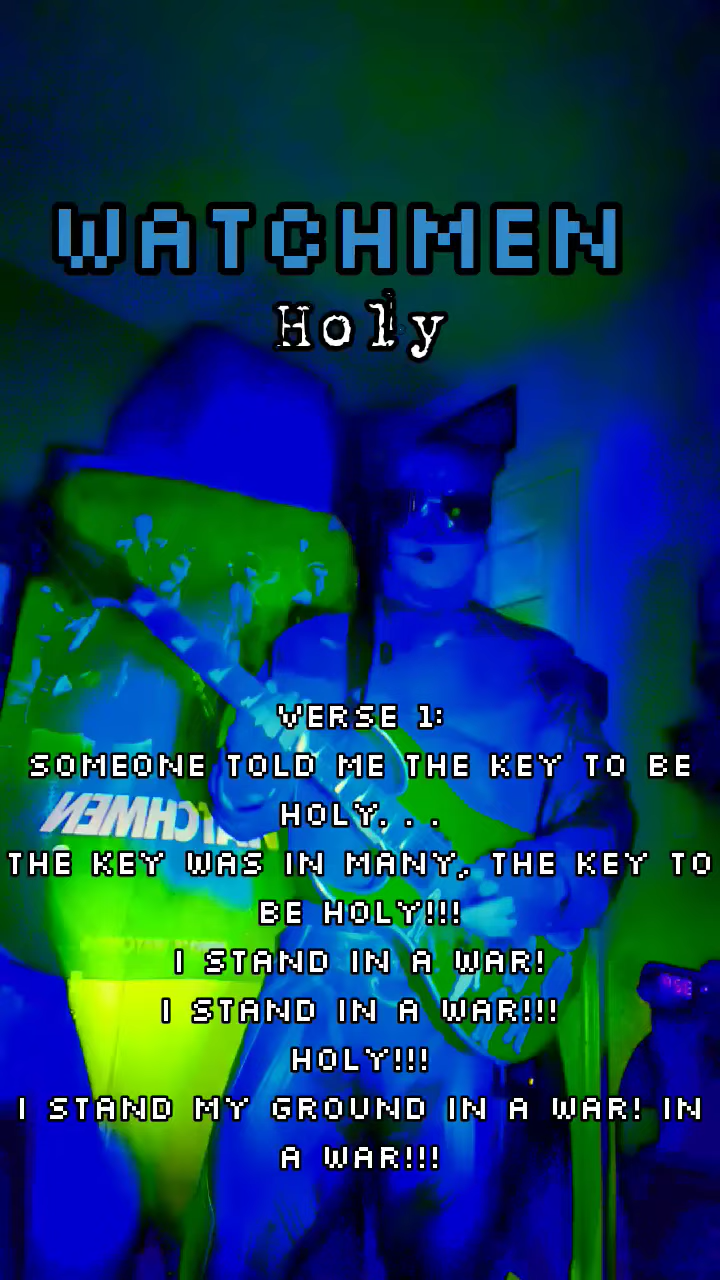 WATCHMEN
Holy
VERSE 1:
SOMEONE TOLD ME THE KEY TO BE
HOLY. . .
THE KEY WAS IN MANY, THE KEY TO
BE HOLY!!!
WATCHMEN
I STAND IN A WAR!
I STAND IN A WAR!!!
HOLY!!!
I STAND MY GROUND IN A WAR! IN
A WAR!!!